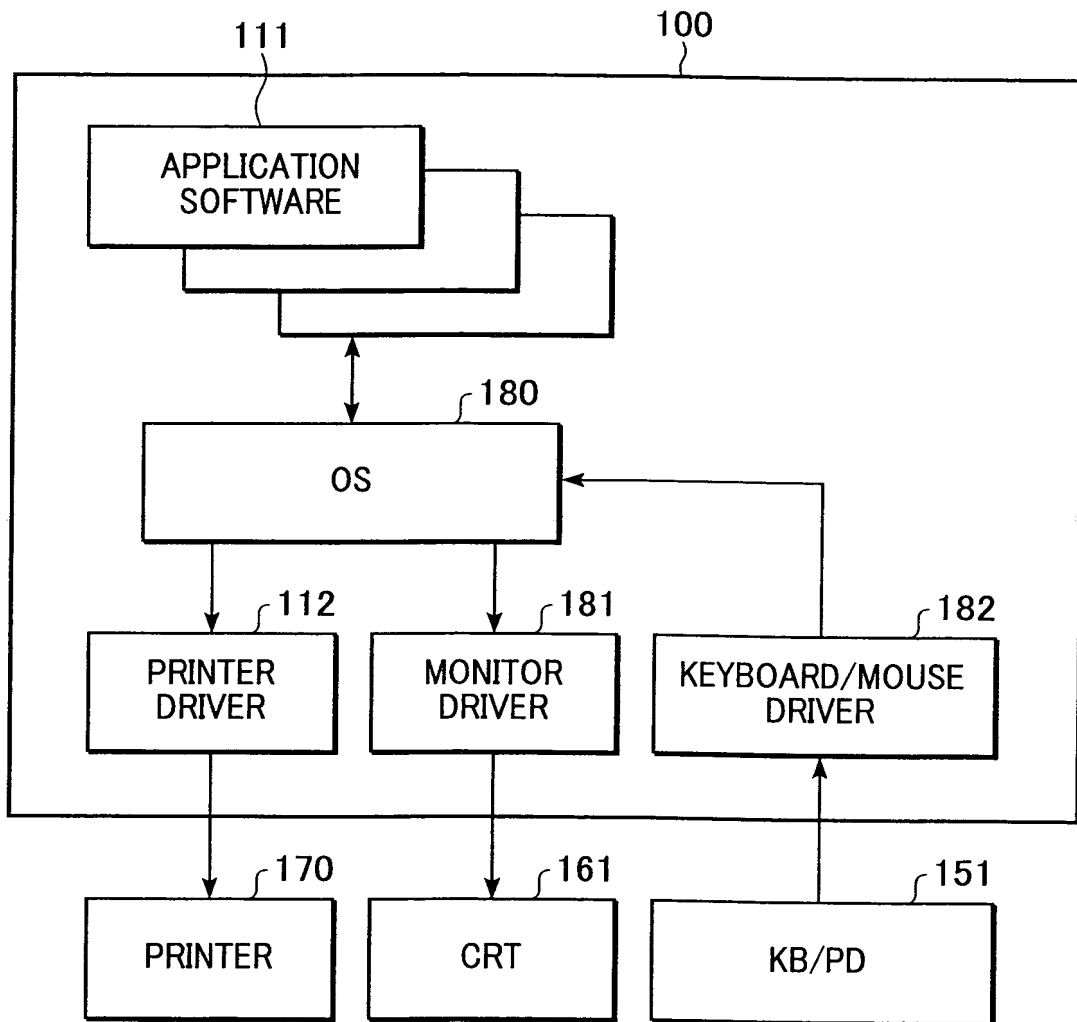 111
100
APPLICATION
SOFTWARE
180
OS
112
181
182
PRINTER
DRIVER
MONITOR
DRIVER
KEYBOARD/MOUSE
DRIVER
170
161
151
PRINTER
CRT
KB/PD